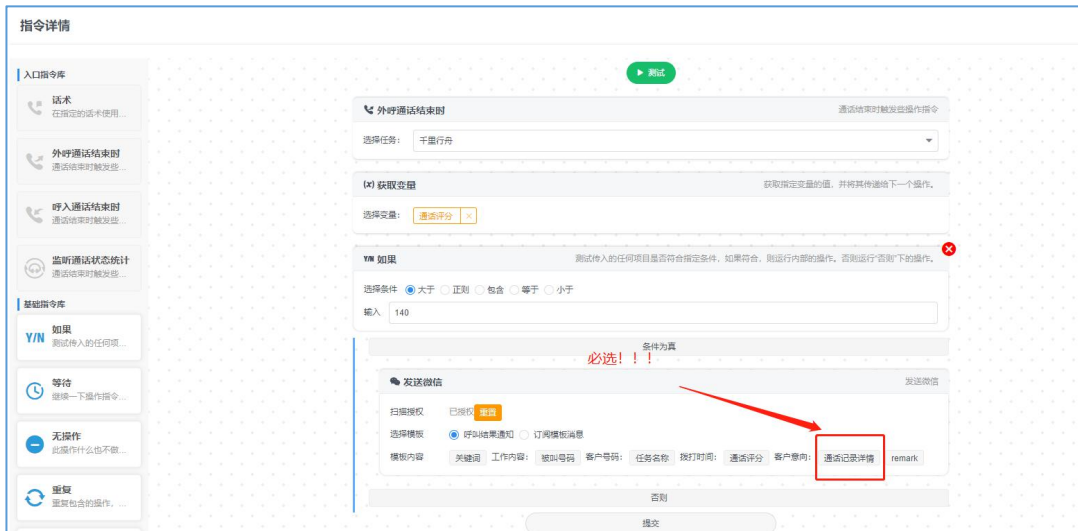 指令详情
入口指令库
话术
在指定的话术使用...
外呼通话结束时
通话结束时触发些...
呼入通话结束时
通话结束时触发些...
监听通话状态统计
通话结束时触发些...
基础指令库
Y/N 如果
测试传入的任何项...
等待
继续一下操作指令...
无操作
此操作什么也不做...
重复
重复包含的操作，...
测试
外呼通话结束时 通话结束时触发些操作指令
选择任务： 千里行舟
(x) 获取变量 获取指定变量的值，并将其传递给下一个操作。
选择变量： 通话评分 ×
Y/N 如果 测试传入的任何项目是否符合指定条件，如果符合，则运行内部的操作。否则运行“否则”下的操作。
选择条件 大于 正则 包含 等于 小于
输入 140
条件为真
必选！！！
发送微信 发送微信
扫描授权 已授权 重置
选择模板 呼叫结果通知 订阅模板消息
模板内容 关键词 工作内容： 被叫号码 客户号码： 任务名称 拨打时间： 通话评分 客户意向： 通话记录详情 remark
否则
提交